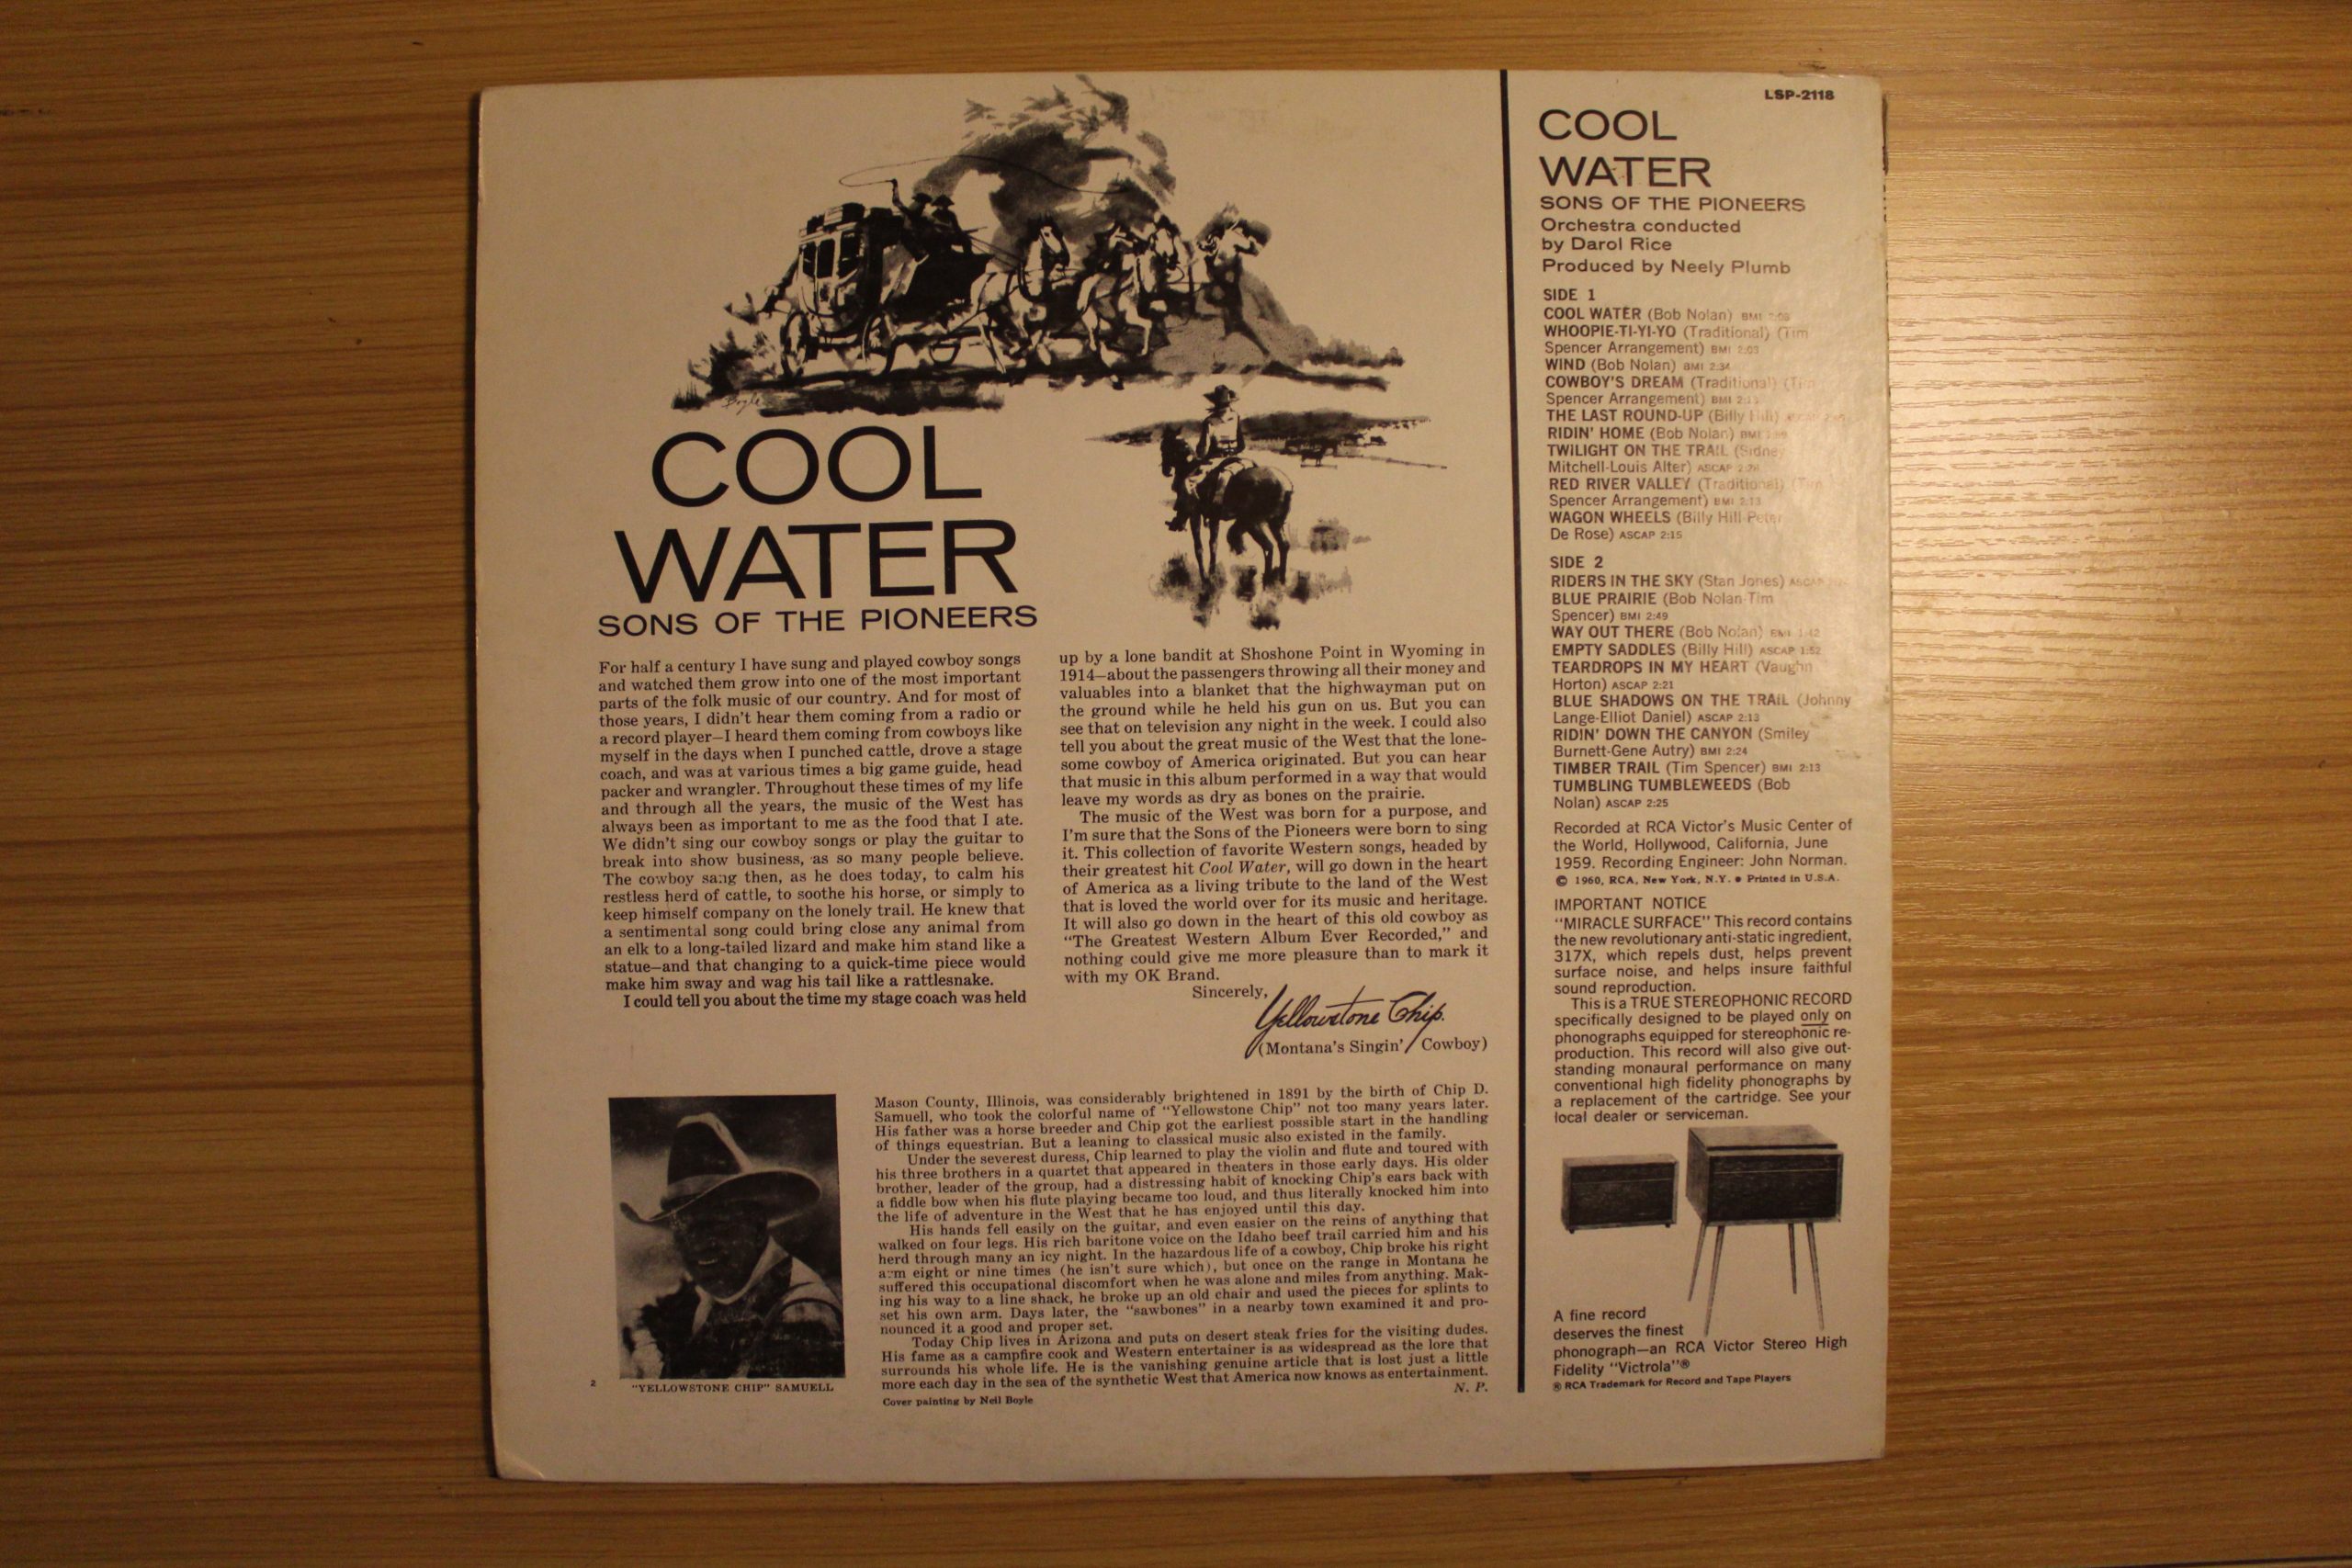 COOL
WATER
SONS OF THE PIONEERS
Boyle
For half a century I have sung and played cowboy songs
and watched them grow into one of the most important
parts of the folk music of our country. And for most of
those years, I didn't hear them coming from a radio or
a record player—I heard them coming from cowboys like
myself in the days when I punched cattle, drove a stage
coach, and was at various times a big game guide, head
packer and wrangler. Throughout these times of my life
and through all the years, the music of the West has
always been as important to me as the food that I ate.
We didn't sing our cowboy songs or play the guitar to
break into show business, as so many people believe.
The cowboy sang then, as he does today, to calm his
restless herd of cattle, to soothe his horse, or simply to
keep himself company on the lonely trail. He knew that
a sentimental song could bring close any animal from
an elk to a long-tailed lizard and make him stand like a
statue—and that changing to a quick-time piece would
make him sway and wag his tail like a rattlesnake.
I could tell you about the time my stage coach was held
up by a lone bandit at Shoshone Point in Wyoming in
1914—about the passengers throwing all their money and
valuables into a blanket that the highwayman put on
the ground while he held his gun on us. But you can
see that on television any night in the week. I could also
tell you about the great music of the West that the lone-
some cowboy of America originated. But you can hear
that music in this album performed in a way that would
leave my words as dry as bones on the prairie.
The music of the West was born for a purpose, and
I'm sure that the Sons of the Pioneers were born to sing
it. This collection of favorite Western songs, headed by
their greatest hit Cool Water, will go down in the heart
of America as a living tribute to the land of the West
that is loved the world over for its music and heritage.
It will also go down in the heart of this old cowboy as
"The Greatest Western Album Ever Recorded," and
nothing could give me more pleasure than to mark it
with my OK Brand.
Sincerely,
Yellowstone Chip.
(Montana's Singin' Cowboy)
Mason County, Illinois, was considerably brightened in 1891 by the birth of Chip D.
Samuell, who took the colorful name of "Yellowstone Chip" not too many years later.
His father was a horse breeder and Chip got the earliest possible start in the handling
of things equestrian. But a leaning to classical music also existed in the family.
Under the severest duress, Chip learned to play the violin and flute and toured with
his three brothers in a quartet that appeared in theaters in those early days. His older
brother, leader of the group, had a distressing habit of knocking Chip's ears back with
a fiddle bow when his flute playing became too loud, and thus literally knocked him into
the life of adventure in the West that he has enjoyed until this day.
His hands fell easily on the guitar, and even easier on the reins of anything that
walked on four legs. His rich baritone voice on the Idaho beef trail carried him and his
herd through many an icy night. In the hazardous life of a cowboy, Chip broke his right
arm eight or nine times (he isn't sure which), but once on the range in Montana he
suffered this occupational discomfort when he was alone and miles from anything. Mak-
ing his way to a line shack, he broke up an old chair and used the pieces for splints to
set his own arm. Days later, the "sawbones" in a nearby town examined it and pro-
nounced it a good and proper set.
Today Chip lives in Arizona and puts on desert steak fries for the visiting dudes.
His fame as a campfire cook and Western entertainer is as widespread as the lore that
surrounds his whole life. He is the vanishing genuine article that is lost just a little
more each day in the sea of the synthetic West that America now knows as entertainment.
N. P.
2
"YELLOWSTONE CHIP" SAMUELL
Cover painting by Neil Boyle
LSP-2118
COOL
WATER
SONS OF THE PIONEERS
Orchestra conducted
by Darol Rice
Produced by Neely Plumb
SIDE 1
COOL WATER (Bob Nolan) BMI
WHOOPIE-TI-YI-YO (Traditional) (Tim
Spencer Arrangement) BMI
WIND (Bob Nolan) BMI 2:34
COWBOY'S DREAM (Traditional) (Tim
Spencer Arrangement) BMI
THE LAST ROUND-UP (Billy Hill)
RIDIN' HOME (Bob Nolan) BMI
TWILIGHT ON THE TRAIL (Sidney
Mitchell-Louis Alter) ASCAP
RED RIVER VALLEY (Traditional) (Tim
Spencer Arrangement) BMI 2:13
WAGON WHEELS (Billy Hill-Peter
De Rose) ASCAP 2:15
SIDE 2
RIDERS IN THE SKY (Stan Jones) ASCAP
BLUE PRAIRIE (Bob Nolan-Tim
Spencer) BMI 2:49
WAY OUT THERE (Bob Nolan) BMI 1:42
EMPTY SADDLES (Billy Hill) ASCAP 1:52
TEARDROPS IN MY HEART (Vaughn
Horton) ASCAP 2:21
BLUE SHADOWS ON THE TRAIL (Johnny
Lange-Elliot Daniel) ASCAP 2:13
RIDIN' DOWN THE CANYON (Smiley
Burnett-Gene Autry) BMI 2:24
TIMBER TRAIL (Tim Spencer) BMI 2:13
TUMBLING TUMBLEWEEDS (Bob
Nolan) ASCAP 2:25
Recorded at RCA Victor's Music Center of
the World, Hollywood, California, June
1959. Recording Engineer: John Norman.
© 1960, RCA, New York, N.Y. • Printed in U.S.A.
IMPORTANT NOTICE
"MIRACLE SURFACE" This record contains
the new revolutionary anti-static ingredient,
317X, which repels dust, helps prevent
surface noise, and helps insure faithful
sound reproduction.
This is a TRUE STEREOPHONIC RECORD
specifically designed to be played only on
phonographs equipped for stereophonic re-
production. This record will also give out-
standing monaural performance on many
conventional high fidelity phonographs by
a replacement of the cartridge. See your
local dealer or serviceman.
A fine record
deserves the finest
phonograph—an RCA Victor Stereo High
Fidelity "Victrola"®
® RCA Trademark for Record and Tape Players